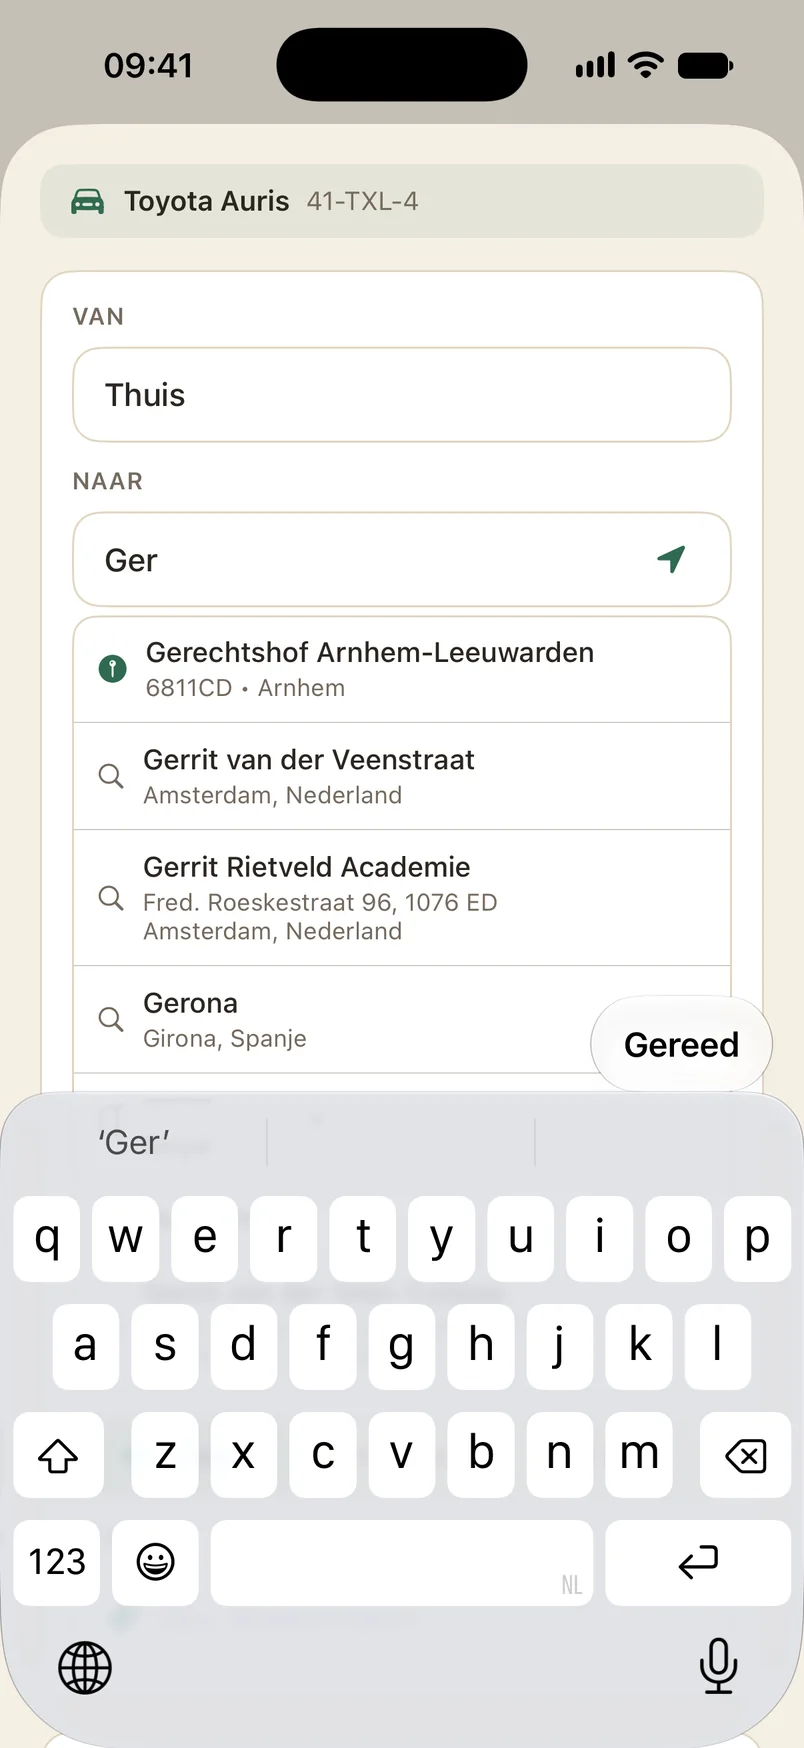 09:41
Toyota Auris 41-TXL-4
VAN
Thuis
NAAR
Ger
Gerechtshof Arnhem-Leeuwarden
6811CD • Arnhem
Gerrit van der Veenstraat
Amsterdam, Nederland
Gerrit Rietveld Academie
Fred. Roeskestraat 96, 1076 ED
Amsterdam, Nederland
Gerona
Girona, Spanje
Gereed
‘Ger’
q w e r t y u i o p
a s d f g h j k l
z x c v b n m
123
NL